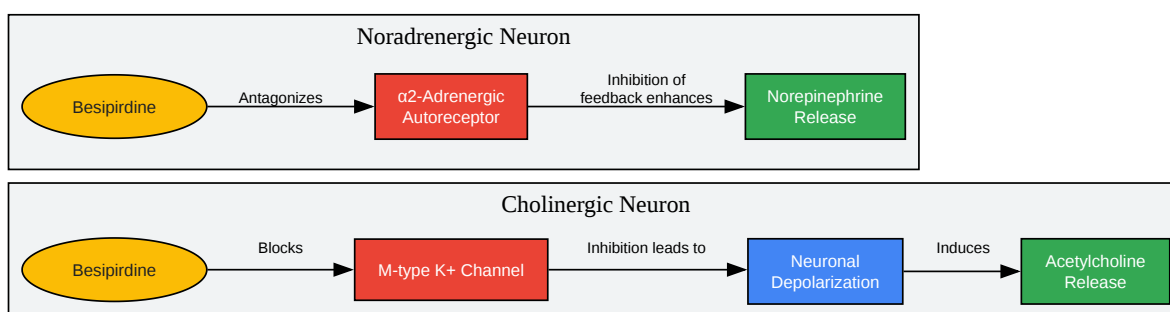 Noradrenergic Neuron
Besipirdine
Antagonizes
α2-Adrenergic
Autoreceptor
Inhibition of
feedback enhances
Norepinephrine
Release
Cholinergic Neuron
Besipirdine
Blocks
M-type K+ Channel
Inhibition leads to
Neuronal
Depolarization
Induces
Acetylcholine
Release